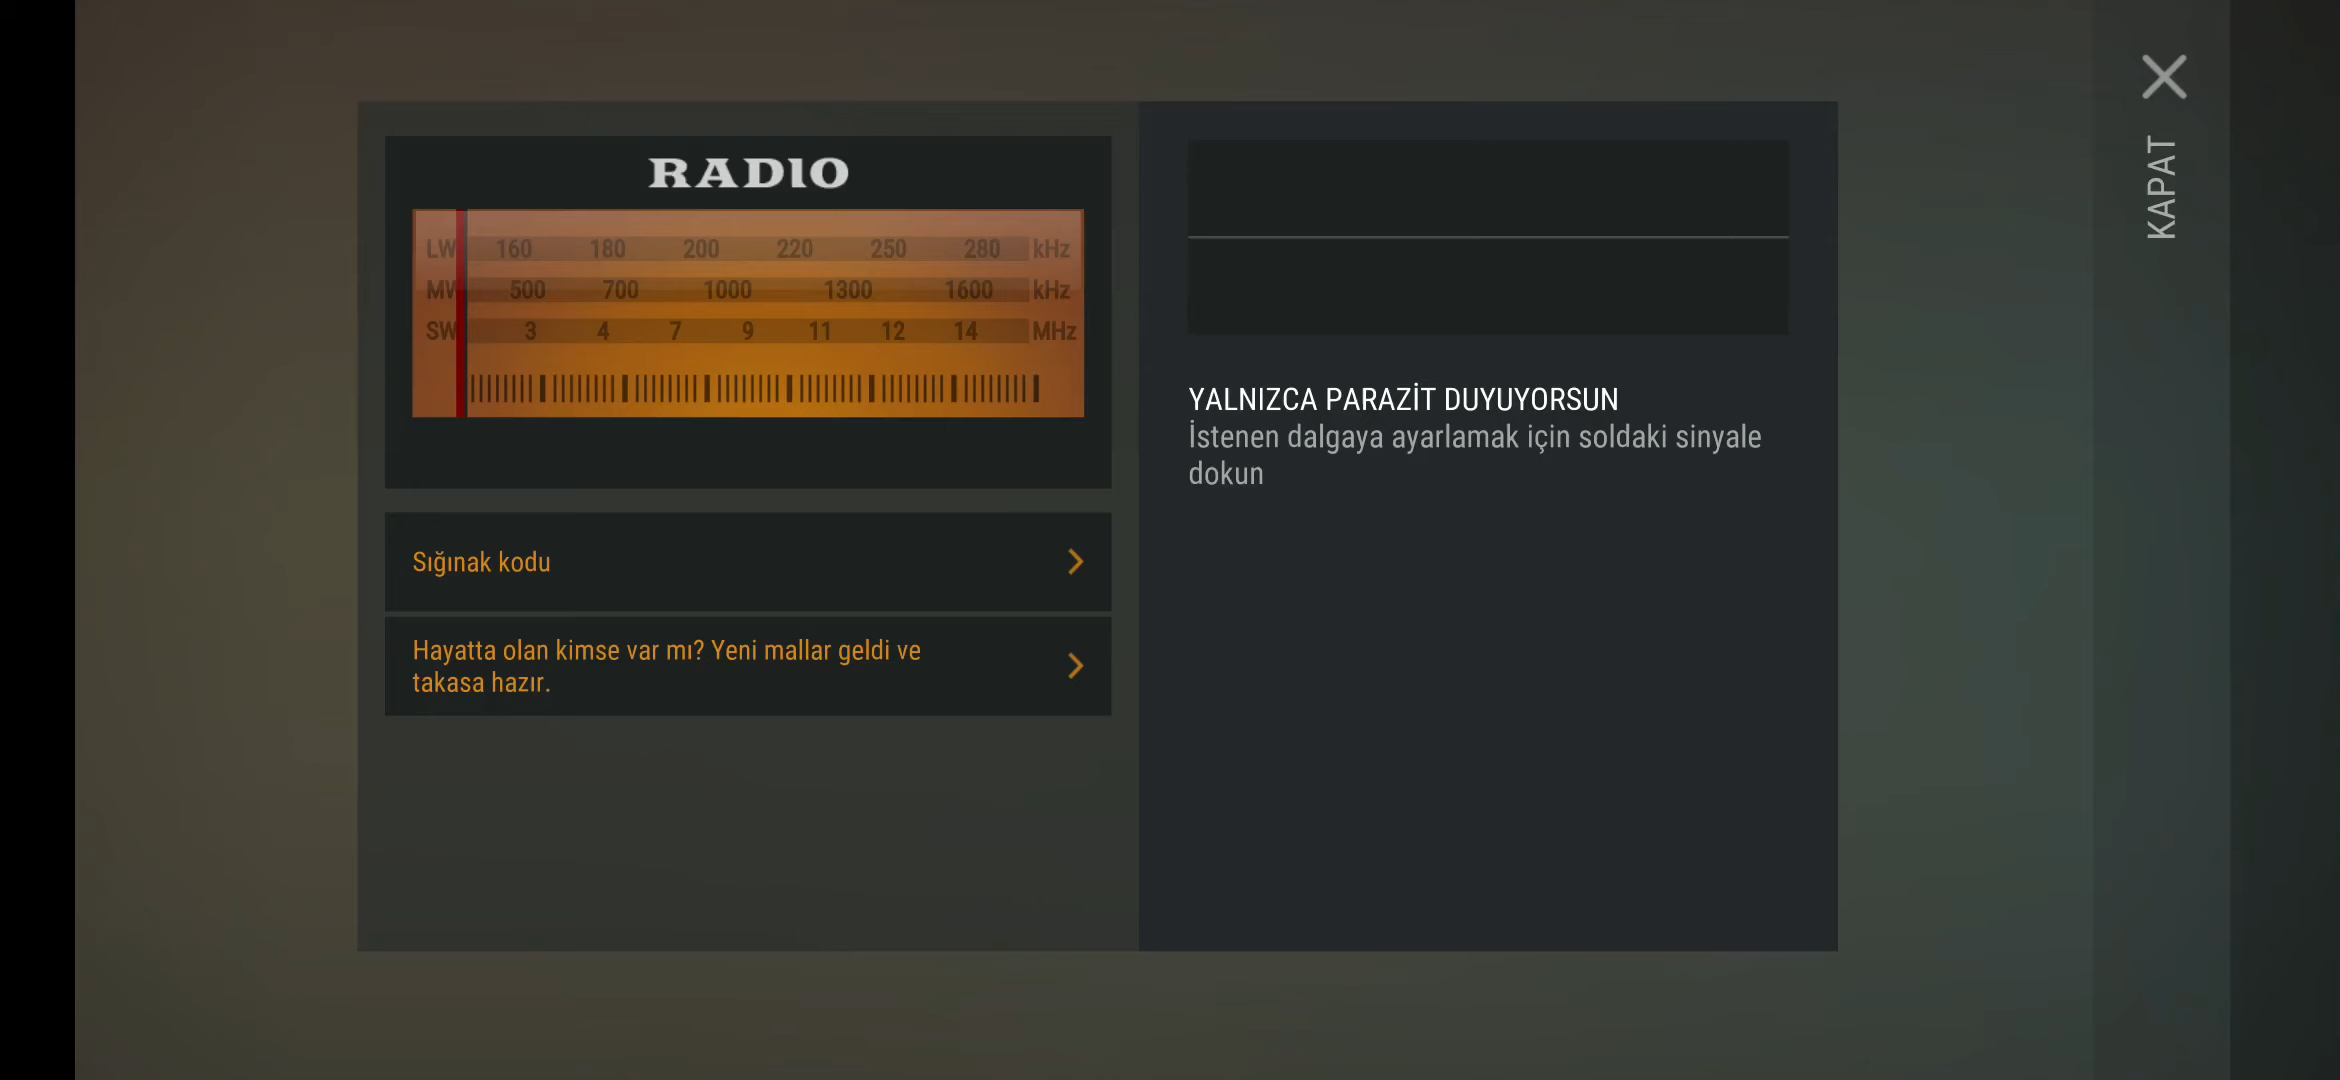 RADIO
LW 160 180 200 220 250 280 kHz
MW 500 700 1000 1300 1600 kHz
SW 3 4 7 9 11 12 14 MHz
Sığınak kodu
Hayatta olan kimse var mı? Yeni mallar geldi ve
takasa hazır.
YALNIZCA PARAZİT DUYUYORSUN
İstenen dalgaya ayarlamak için soldaki sinyale
dokun
KAPAT